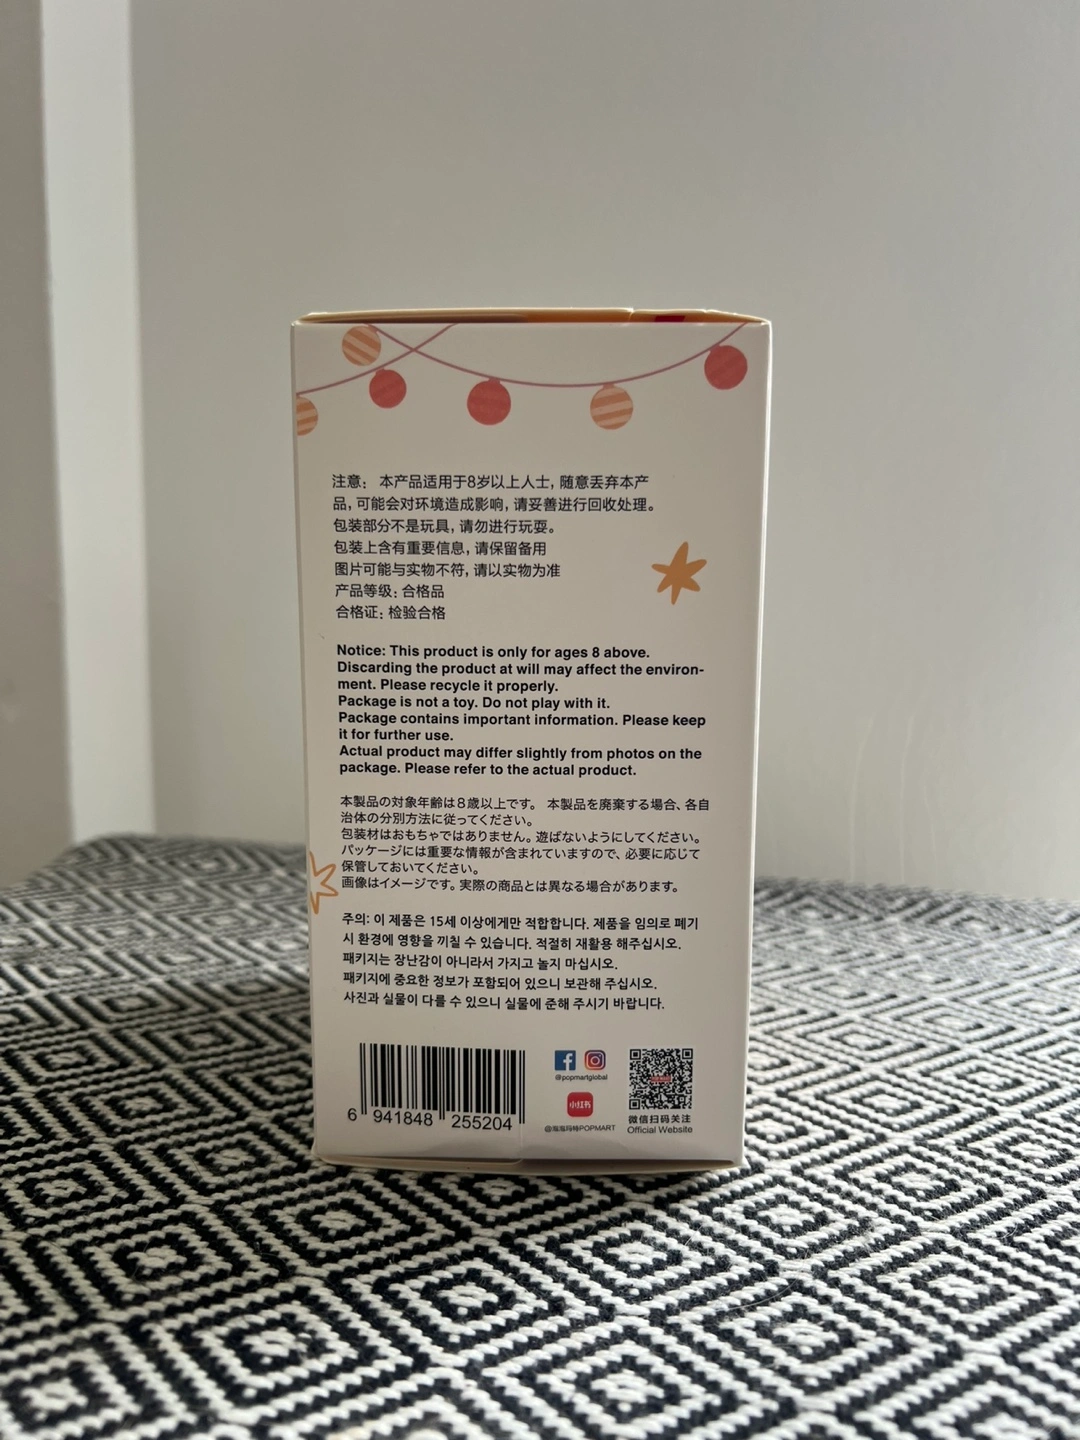 注意： 本产品适用于8岁以上人士，随意丢弃本产
品，可能会对环境造成影响，请妥善进行回收处理。
包装部分不是玩具，请勿进行玩耍。
包装上含有重要信息，请保留备用
图片可能与实物不符，请以实物为准
产品等级：合格品
合格证：检验合格
Notice: This product is only for ages 8 above.
Discarding the product at will may affect the environ-
ment. Please recycle it properly.
Package is not a toy. Do not play with it.
Package contains important information. Please keep
it for further use.
Actual product may differ slightly from photos on the
package. Please refer to the actual product.
本製品の対象年齢は8歳以上です。 本製品を廃棄する場合、各自
治体の分別方法に従ってください。
包装材はおもちゃではありません。遊ばないようにしてください。
パッケージには重要な情報が含まれていますので、必要に応じて
保管しておいてください。
画像はイメージです。実際の商品とは異なる場合があります。
주의: 이 제품은 15세 이상에게만 적합합니다. 제품을 임의로 폐기
시 환경에 영향을 끼칠 수 있습니다. 적절히 재활용 해주십시오.
패키지는 장난감이 아니라서 가지고 놀지 마십시오.
패키지에 중요한 정보가 포함되어 있으니 보관해 주십시오.
사진과 실물이 다를 수 있으니 실물에 준해 주시기 바랍니다.
6 941848 255204
@popmartglobal
小红书
@泡泡玛特POPMART
微信扫码关注
Official Website